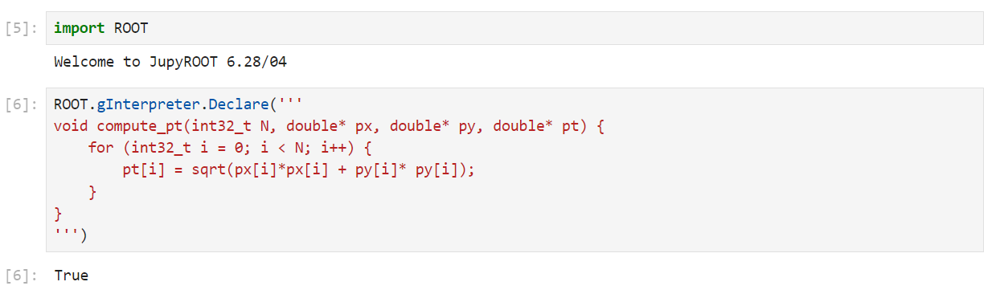 [5]: import ROOT
Welcome to JupyROOT 6.28/04
[6]: ROOT.gInterpreter.Declare('''
void compute_pt(int32_t N, double* px, double* py, double* pt) {
    for (int32_t i = 0; i < N; i++) {
        pt[i] = sqrt(px[i]*px[i] + py[i]* py[i]);
    }
}
''')
[6]: True